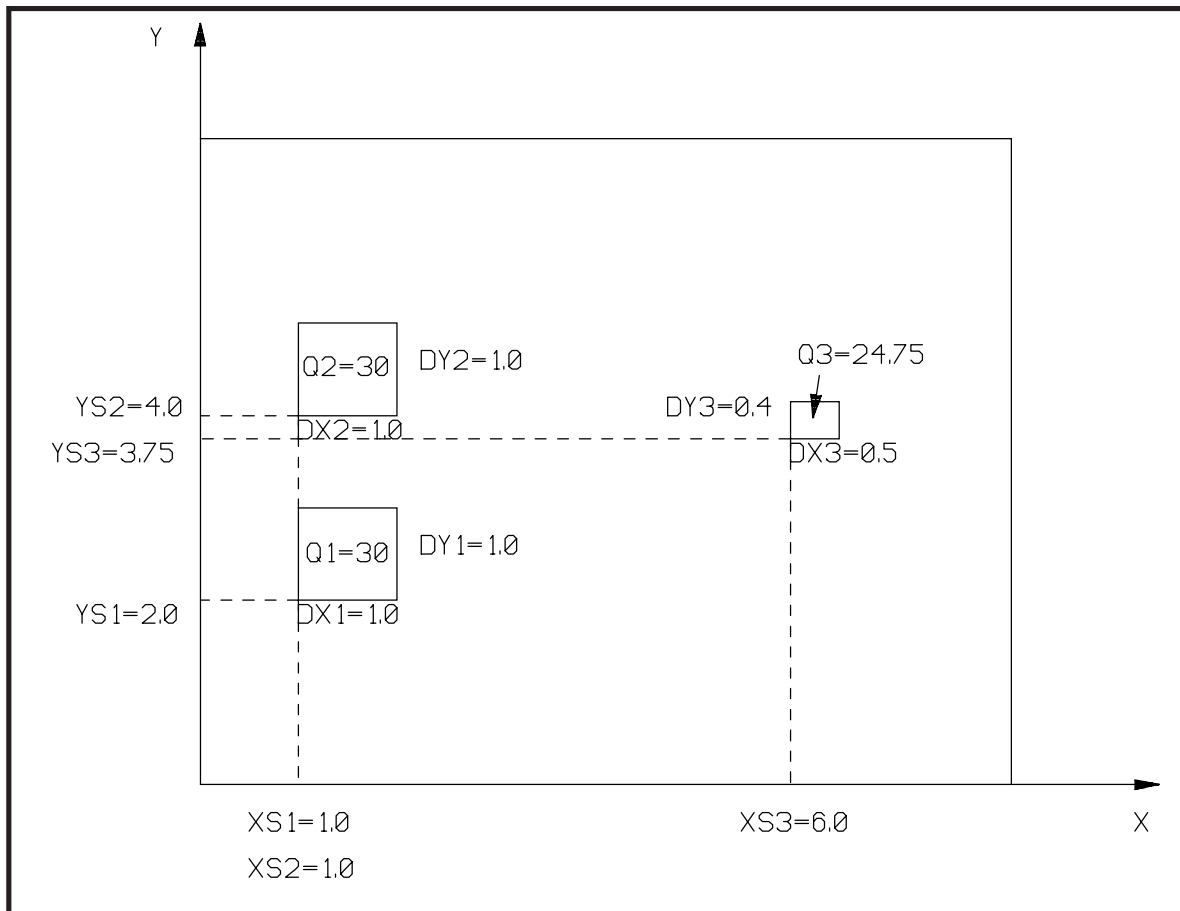 Y
Q3=24.75
Q2=30
DY2=1.0
YS2=4.0
DY3=0.4
DX2=1.0
YS3=3.75
DX3=0.5
Q1=30
DY1=1.0
YS1=2.0
DX1=1.0
XS1=1.0
XS3=6.0
X
XS2=1.0